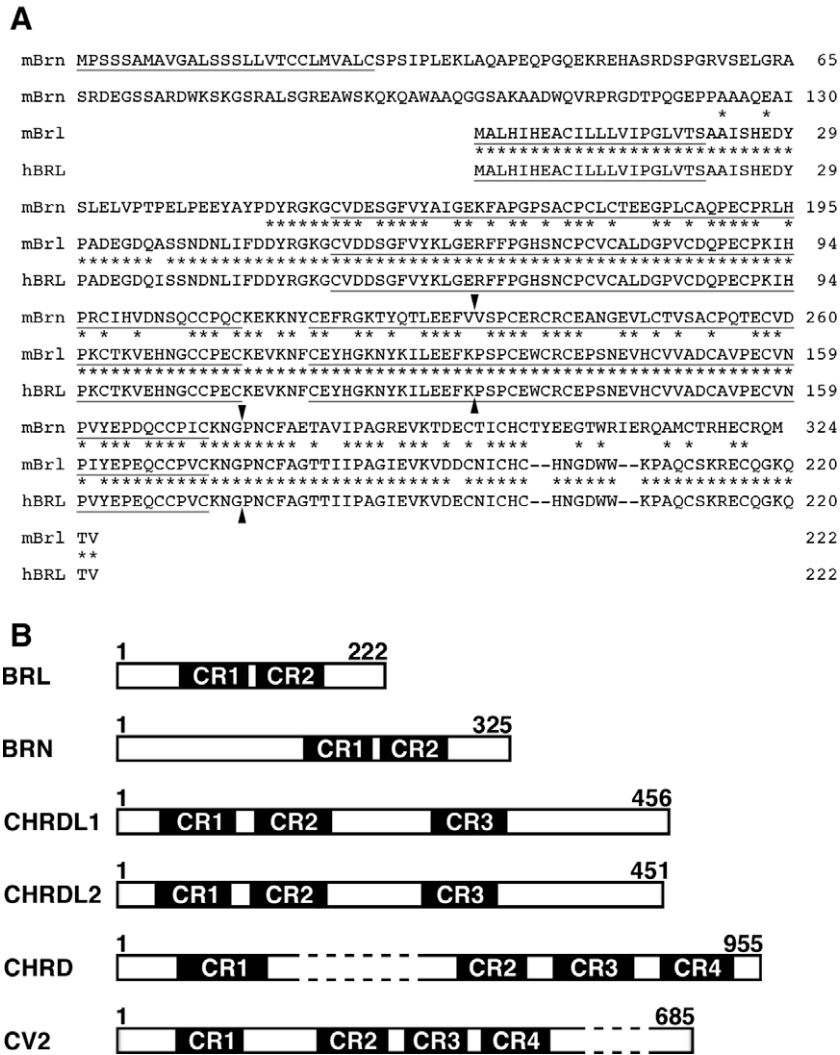 A
mBrn MPSSSAMAVGALSSSLLVTCCLMVALCSPSIPLEKLAQAPEQPGQEKREHASRDSPGRVSELGRA 65
mBrn SRDEGSSARDWKSKGSRALSGREAWSKQKQAWAAQGGSAKAADWQVRPRGDTPQGEPPAAAQEAI 130
mBrl MALHIHEACILLLVIPGLVTSAAISHEDY 29
hBRL MALHIHEACILLLVIPGLVTSAAISHEDY 29
mBrn SLELVPTPELPEEYAYPDYRGKGCVDESGFVYAIGEKFAPGPSACPCLCTEEGPLCAQPECPRLH 195
mBrl PADEGDQASSNDNLIFDDYRGKGCVDDSGFVYKLGERFFPGHSNCPCVCALDGPVCDQPECPKIH 94
hBRL PADEGDQISSNDNLIFDDYRGKGCVDDSGFVYKLGERFFPGHSNCPCVCALDGPVCDQPECPKIH 94
mBrn PRCIHVDNSQCCPQCKEKKNYCEFRGKTYQTLEEFVVSPCERCRCEANGEVLCTVSACPQTECVD 260
mBrl PKCTKVEHNGCCPECKEVKNFCEYHGKNYKILEEFKPSPCEWCRCEPSNEVHCVVADCAVPECVN 159
hBRL PKCTKVEHNGCCPECKEVKNFCEYHGKNYKILEEFKPSPCEWCRCEPSNEVHCVVADCAVPECVN 159
mBrn PVYEPDQCCPICKNGPNCFAETAVIPAGREVKTDECTICHCTYEEGTWRIERQAMCTRHECRQM 324
mBrl PIYEPEQCCPVCKNGPNCFAGTTIIPAGIEVKVDDCNICHC--HNGDWW--KPAQCSKRECQGKQ 220
hBRL PVYEPEQCCPVCKNGPNCFAGTTIIPAGIEVKVDECNICHC--HNGDWW--KPAQCSKRECQGKQ 220
mBrl TV 222
**
hBRL TV 222
B
1 222
BRL CR1 CR2
1 325
BRN CR1 CR2
1 456
CHRDL1 CR1 CR2 CR3
1 451
CHRDL2 CR1 CR2 CR3
1 955
CHRD CR1 CR2 CR3 CR4
1 685
CV2 CR1 CR2 CR3 CR4